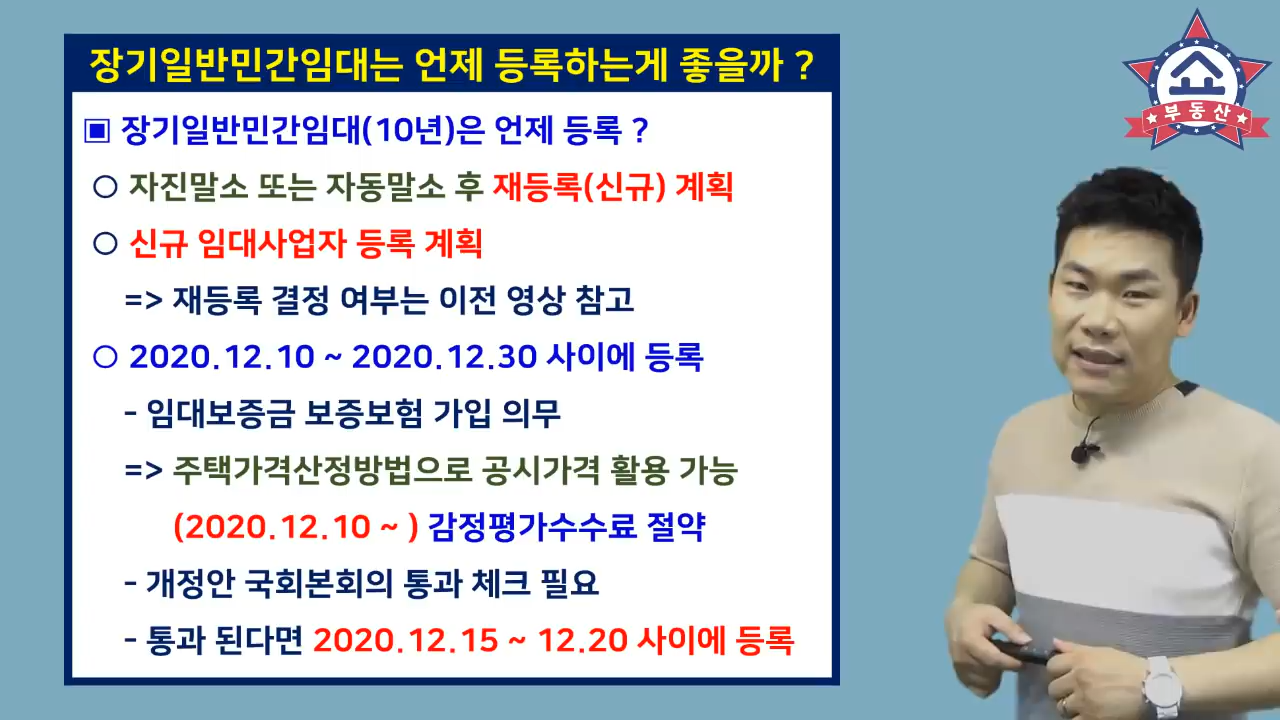 장기일반민간임대는 언제 등록하는게 좋을까 ?
▣ 장기일반민간임대(10년)은 언제 등록 ?
○ 자진말소 또는 자동말소 후 재등록(신규) 계획
○ 신규 임대사업자 등록 계획
=> 재등록 결정 여부는 이전 영상 참고
○ 2020.12.10 ~ 2020.12.30 사이에 등록
- 임대보증금 보증보험 가입 의무
=> 주택가격산정방법으로 공시가격 활용 가능
(2020.12.10 ~ ) 감정평가수수료 절약
- 개정안 국회본회의 통과 체크 필요
- 통과 된다면 2020.12.15 ~ 12.20 사이에 등록
부동산